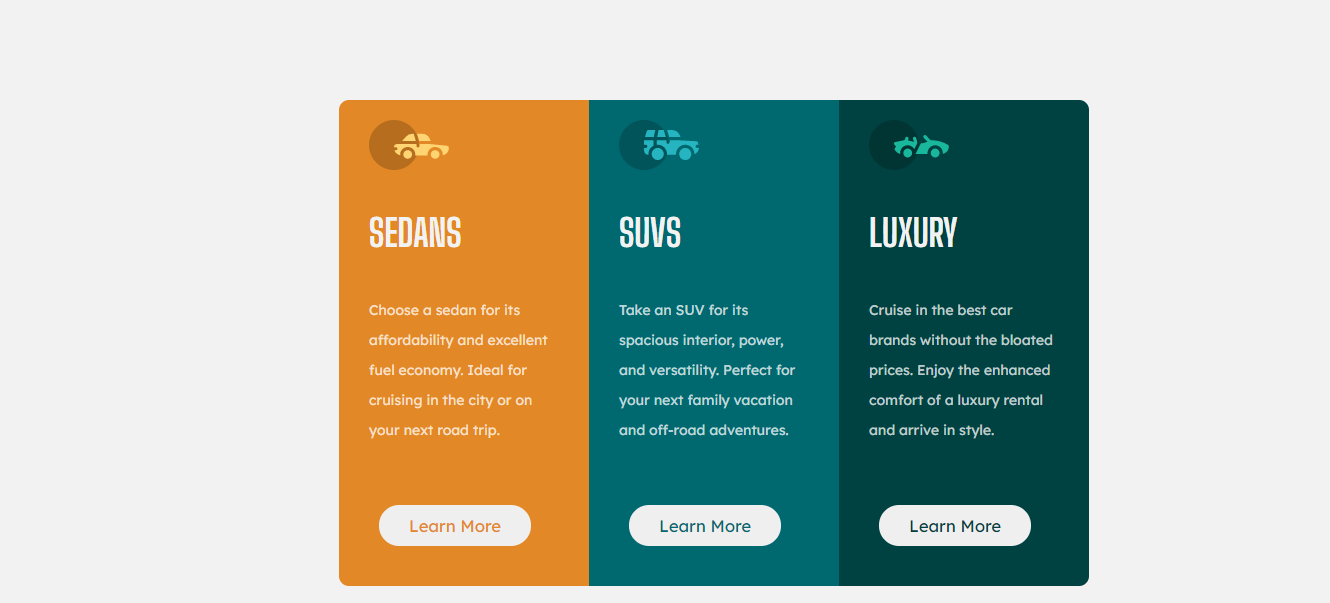 SEDANS
Choose a sedan for its
affordability and excellent
fuel economy. Ideal for
cruising in the city or on
your next road trip.
Learn More
SUVS
Take an SUV for its
spacious interior, power,
and versatility. Perfect for
your next family vacation
and off-road adventures.
Learn More
LUXURY
Cruise in the best car
brands without the bloated
prices. Enjoy the enhanced
comfort of a luxury rental
and arrive in style.
Learn More